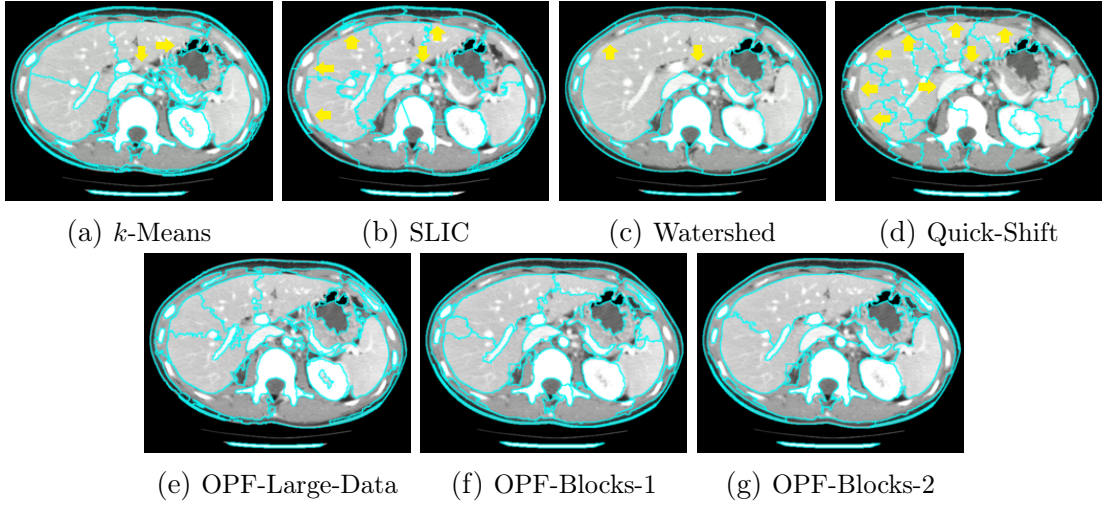 (a) k-Means
(b) SLIC
(c) Watershed
(d) Quick-Shift
(e) OPF-Large-Data
(f) OPF-Blocks-1
(g) OPF-Blocks-2